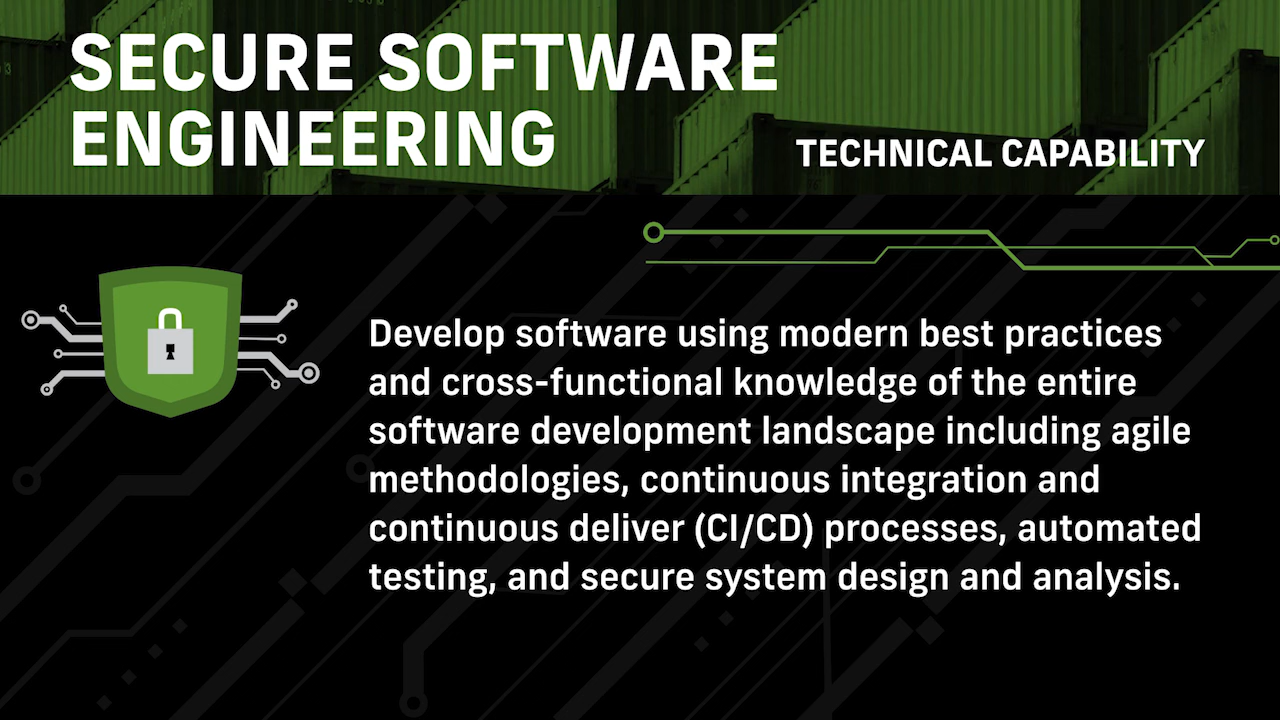 SECURE SOFTWARE
ENGINEERING
TECHNICAL CAPABILITY
Develop software using modern best practices
and cross-functional knowledge of the entire
software development landscape including agile
methodologies, continuous integration and
continuous deliver (CI/CD) processes, automated
testing, and secure system design and analysis.